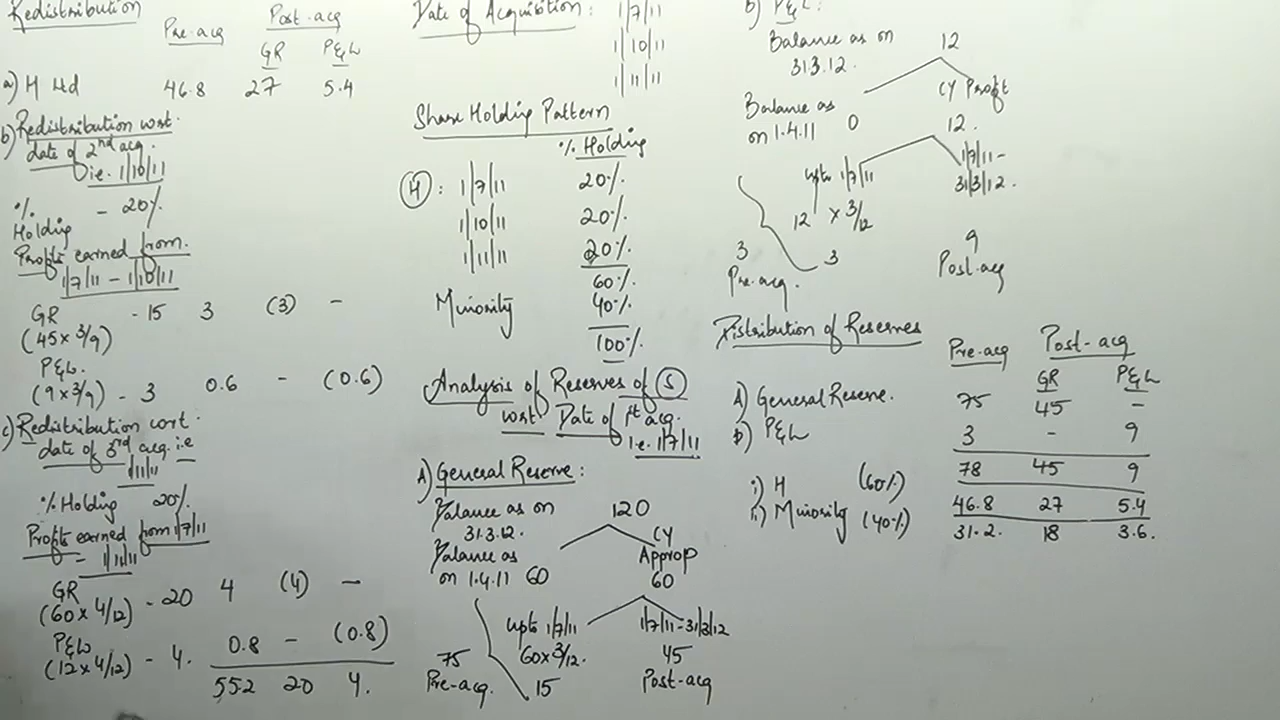 Redistribution
Pre-acq Post-acq
GR P&L
a) H Ltd 46.8 27 5.4
b) Redistribution wrt.
date of 2nd acq.
i.e. 1/10/11
% - 20%
Holding
Profits earned from
1/7/11 - 1/10/11
GR - 15 3 (3) -
(45 x 3/9)
P&L.
(9 x 3/9) - 3 0.6 - (0.6)
c) Redistribution wrt.
date of 3rd acq. i.e
1/11/11
% Holding 20%
Profits earned from 1/7/11
- 1/11/11
GR
(60 x 4/12) - 20 4 (4) -
P&L
(12 x 4/12) - 4. 0.8 - (0.8)
55.2 20 4.
Date of Acquisition: 1/7/11
1/10/11
1/11/11
Share Holding Pattern
% Holding
H : 1/7/11 20%
1/10/11 20%
1/11/11 20%
60%
Minority 40%
100%
Analysis of Reserves of S
wrt Date of 1st acq.
i.e. 1/7/11
A) General Reserve:
Balance as on 120
31.3.12.
CY
Balance as Approp
on 1.4.11 60 60
upto 1/7/11 1/7/11-31/3/12
60 x 3/12. 45
75
Pre-acq. 15 Post-acq
B) P&L:
Balance as on 12
31.3.12.
CY Profit
Balance as 0 12.
on 1.4.11
upto 1/7/11 1/7/11 -
31/3/12.
12 x 3/12
3 3 9
Pre-acq. Post-acq
Distribution of Reserves
Pre-acq Post-acq
GR P&L
A) General Reserve. 75 45 -
B) P&L 3 - 9
78 45 9
i) H (60%) 46.8 27 5.4
ii) Minority (40%) 31.2. 18 3.6.